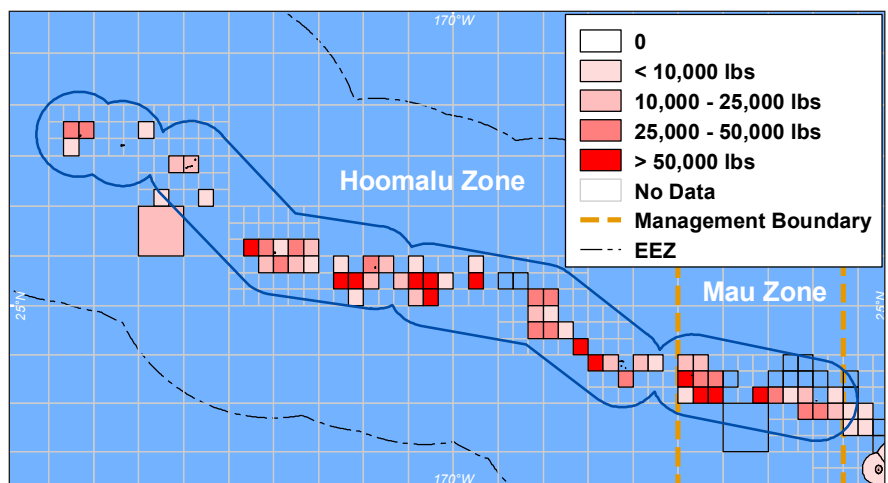 170°W
0
< 10,000 lbs
10,000 - 25,000 lbs
25,000 - 50,000 lbs
> 50,000 lbs
No Data
Management Boundary
EEZ
Hoomalu Zone
Mau Zone
25°N
25°N
170°W